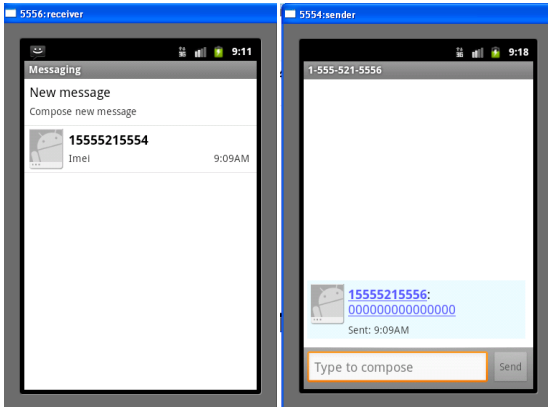 5556:receiver
9:11
Messaging
New message
Compose new message
15555215554
Imei
9:09AM
5554:sender
9:18
1-555-521-5556
15555215556:
000000000000000
Sent: 9:09AM
Type to compose
Send